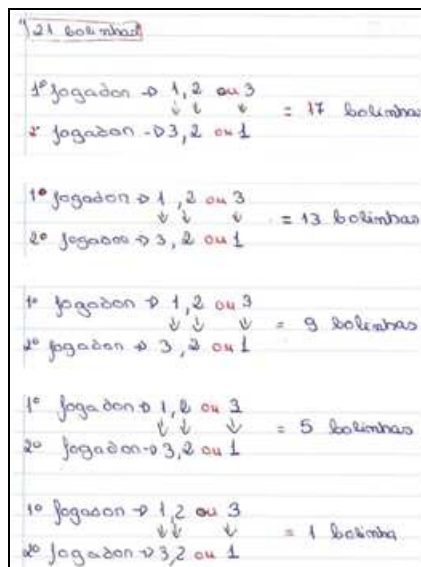 21 bolinhas
1º jogador → 1, 2 ou 3
= 17 bolinhas
2º jogador → 3, 2 ou 1
1º jogador → 1, 2 ou 3
= 13 bolinhas
2º jogador → 3, 2 ou 1
1º jogador → 1, 2 ou 3
= 9 bolinhas
2º jogador → 3, 2 ou 1
1º jogador → 1, 2 ou 3
= 5 bolinhas
2º jogador → 3, 2 ou 1
1º jogador → 1, 2 ou 3
= 1 bolinha
2º jogador → 3, 2 ou 1